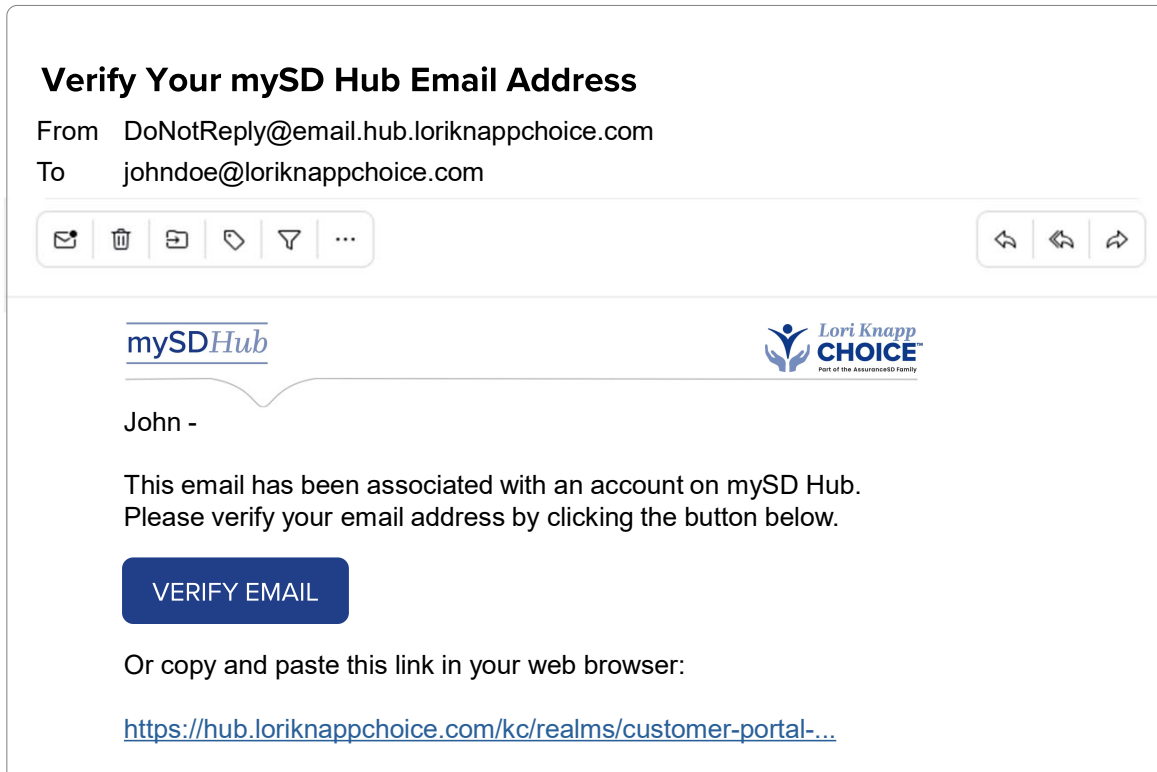 Verify Your mySD Hub Email Address
From DoNotReply@email.hub.loriknappchoice.com
To johndoe@loriknappchoice.com
mySDHub
Lori Knapp
CHOICE™
Part of the AssuranceSD Family
John -
This email has been associated with an account on mySD Hub.
Please verify your email address by clicking the button below.
VERIFY EMAIL
Or copy and paste this link in your web browser:
https://hub.loriknappchoice.com/kc/realms/customer-portal-...